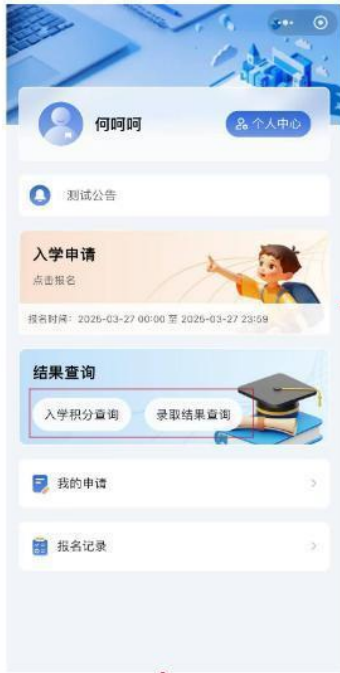 何呵呵
个人中心
测试公告
入学申请
点击报名
报名时间：2025-03-27 00:00 至 2025-03-27 23:59
结果查询
入学积分查询
录取结果查询
我的申请
报名记录